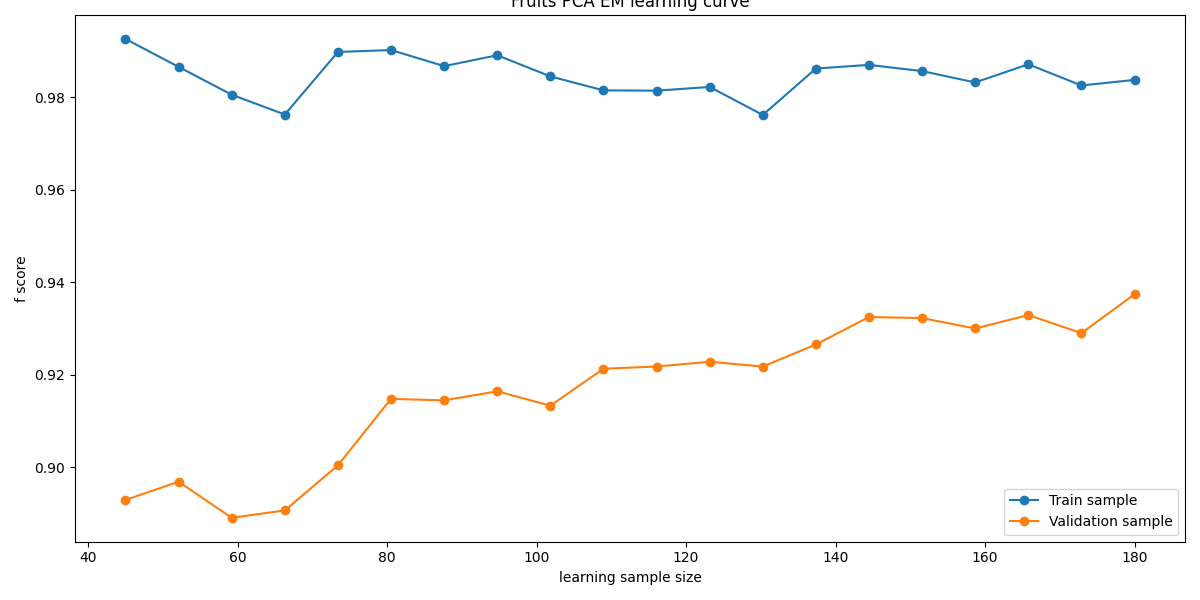 Fruits PCA EM learning curve
f score
0.98
0.96
0.94
0.92
0.90
40 60 80 100 120 140 160 180
learning sample size
Train sample
Validation sample